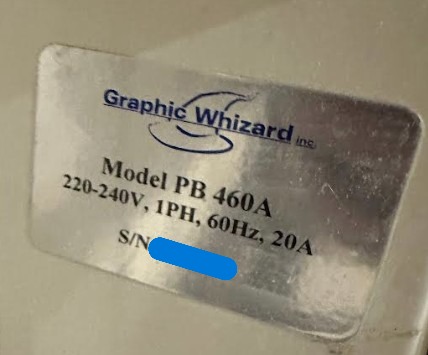 Graphic Whizard inc.
Model PB 460A
220-240V, 1PH, 60Hz, 20A
S/N